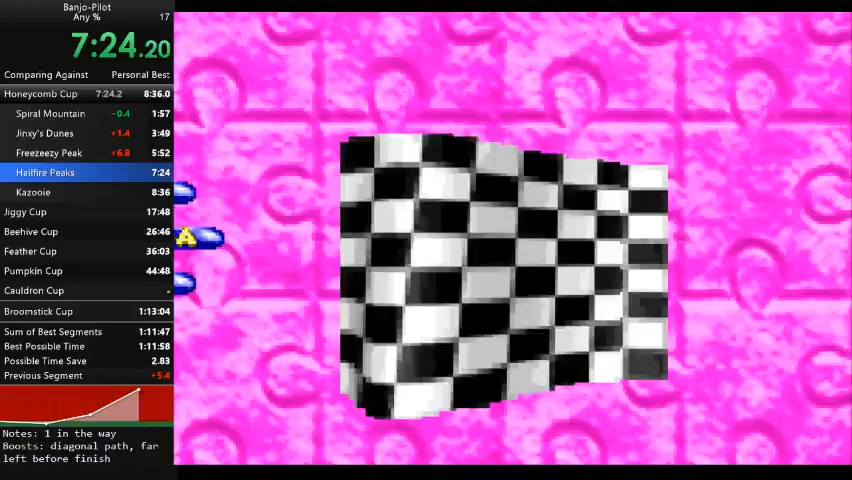 Banjo-Pilot
Any % 17
7:24.20
Comparing Against Personal Best
Honeycomb Cup 7:24.2 8:36.0
Spiral Mountain −0.4 1:57
Jinxy's Dunes +1.4 3:49
Freezeezy Peak +6.8 5:52
Hailfire Peaks 7:24
Kazooie 8:36
Jiggy Cup 17:48
Beehive Cup 26:46
Feather Cup 36:03
Pumpkin Cup 44:48
Cauldron Cup -
Broomstick Cup 1:13:04
Sum of Best Segments 1:11:47
Best Possible Time 1:11:58
Possible Time Save 2.83
Previous Segment +5.4
Notes: 1 in the way
Boosts: diagonal path, far
left before finish
A